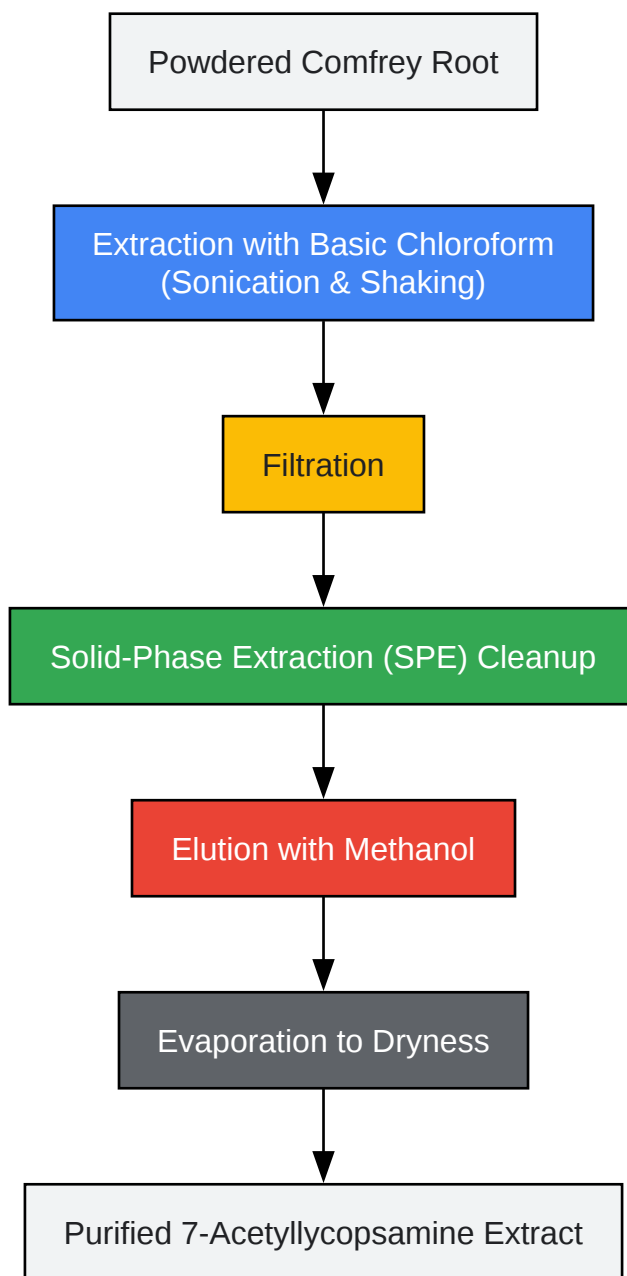 Powdered Comfrey Root
Extraction with Basic Chloroform
(Sonication & Shaking)
Filtration
Solid-Phase Extraction (SPE) Cleanup
Elution with Methanol
Evaporation to Dryness
Purified 7-Acetyllycopsamine Extract